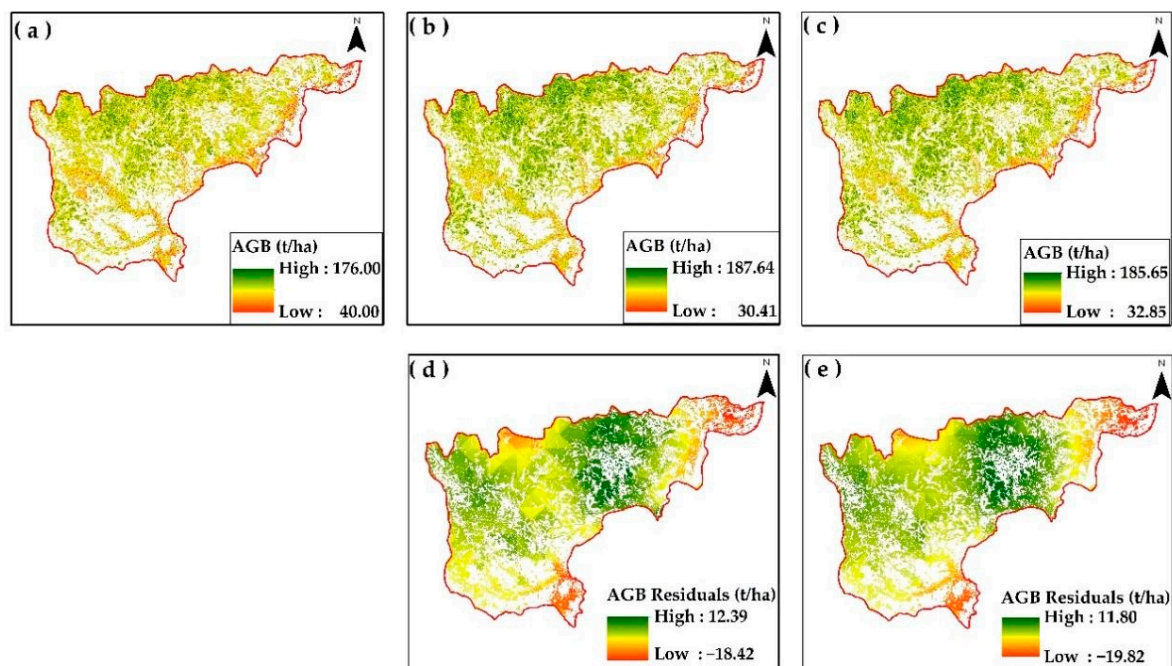 ( a )
N
AGB (t/ha)
High : 176.00
Low : 40.00
( b )
N
AGB (t/ha)
High : 187.64
Low : 30.41
( c )
N
AGB (t/ha)
High : 185.65
Low : 32.85
( d )
N
AGB Residuals (t/ha)
High : 12.39
Low : −18.42
( e )
N
AGB Residuals (t/ha)
High : 11.80
Low : −19.82